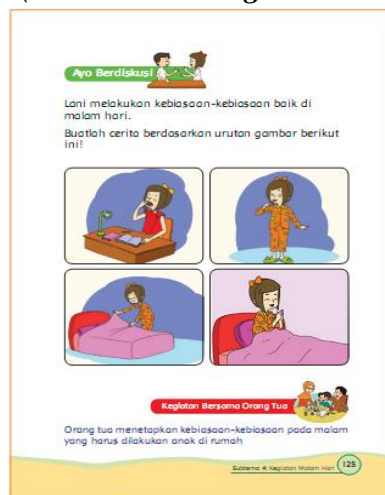 Ayo Berdiskusi
Lani melakukan kebiasaan-kebiasaan baik di
malam hari.
Buatlah cerita berdasarkan urutan gambar berikut
ini!
Kegiatan Bersama Orang Tua
Orang tua menetapkan kebiasaan-kebiasaan pada malam
yang harus dilakukan anak di rumah
Subtema 4: Kegiatan Malam Hari
125